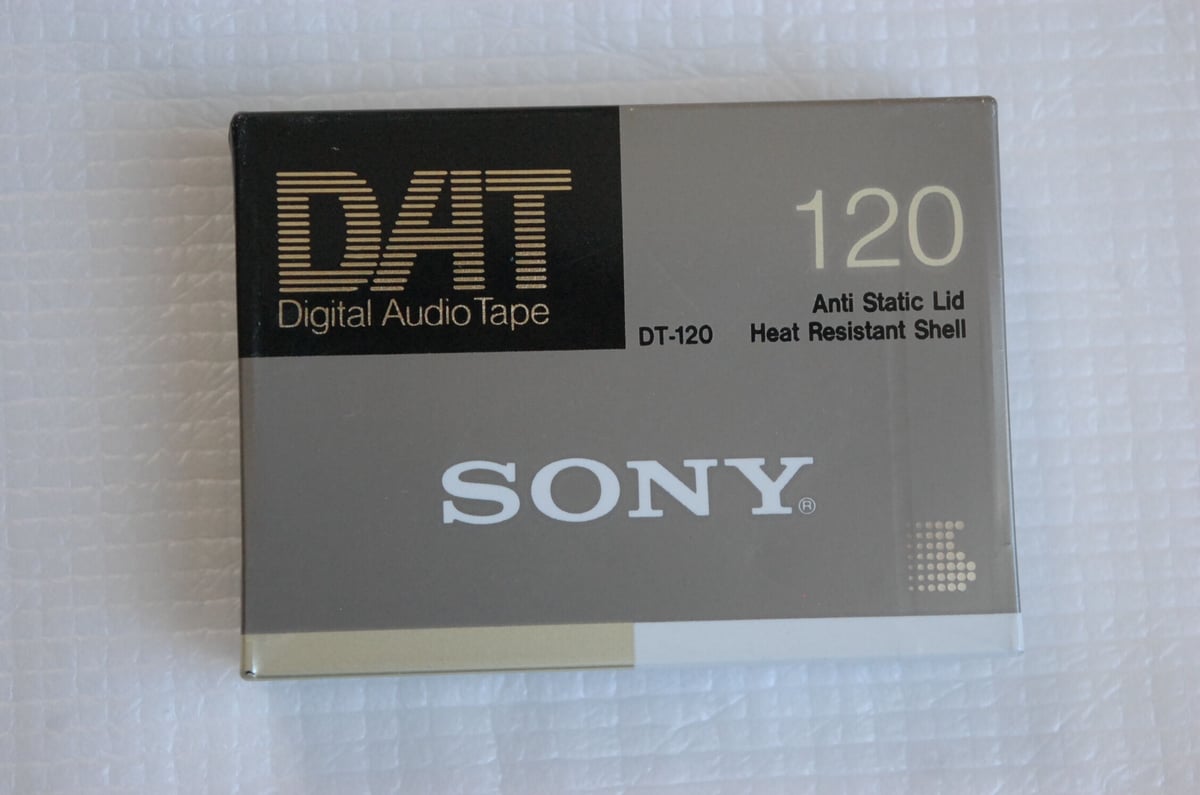 DAT
Digital Audio Tape
120
Anti Static Lid
DT-120 Heat Resistant Shell
SONY®